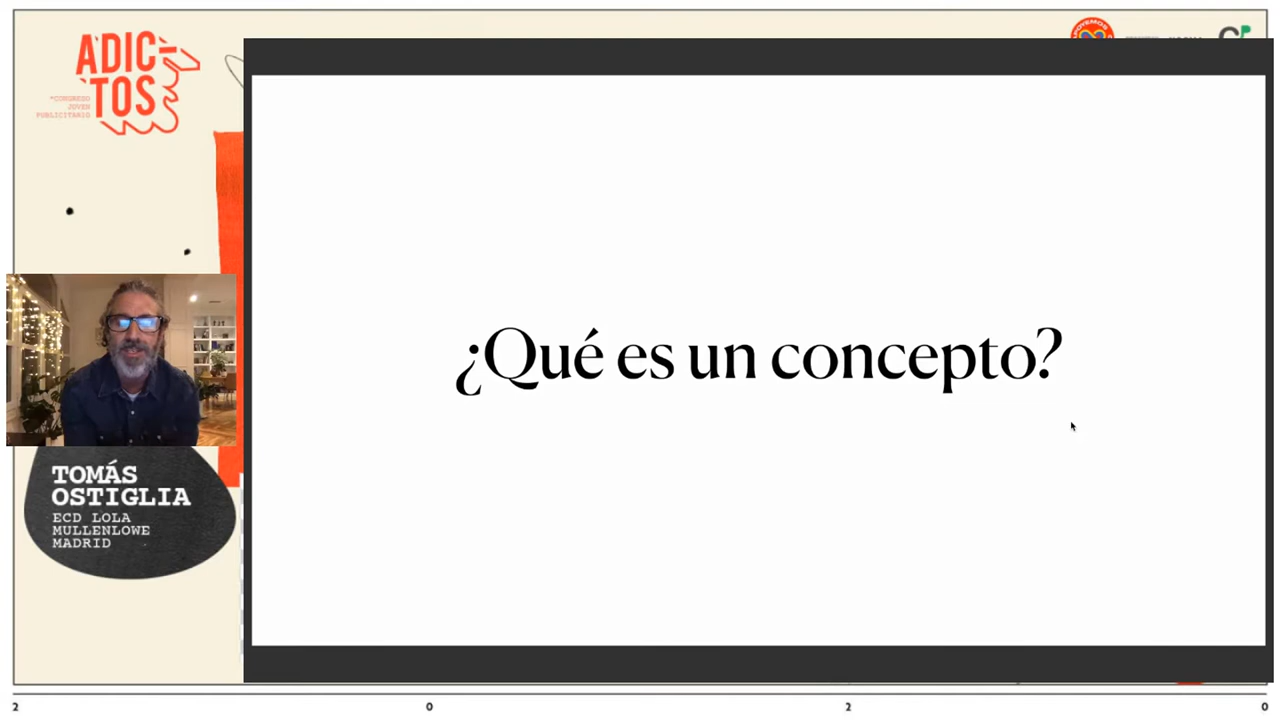 ADIC
TOS
*CONGRESO
JOVEN
PUBLICITARIO
¿Qué es un concepto?
TOMÁS
OSTIGLIA
ECD LOLA
MULLENLOWE
MADRID
2 0 2 0